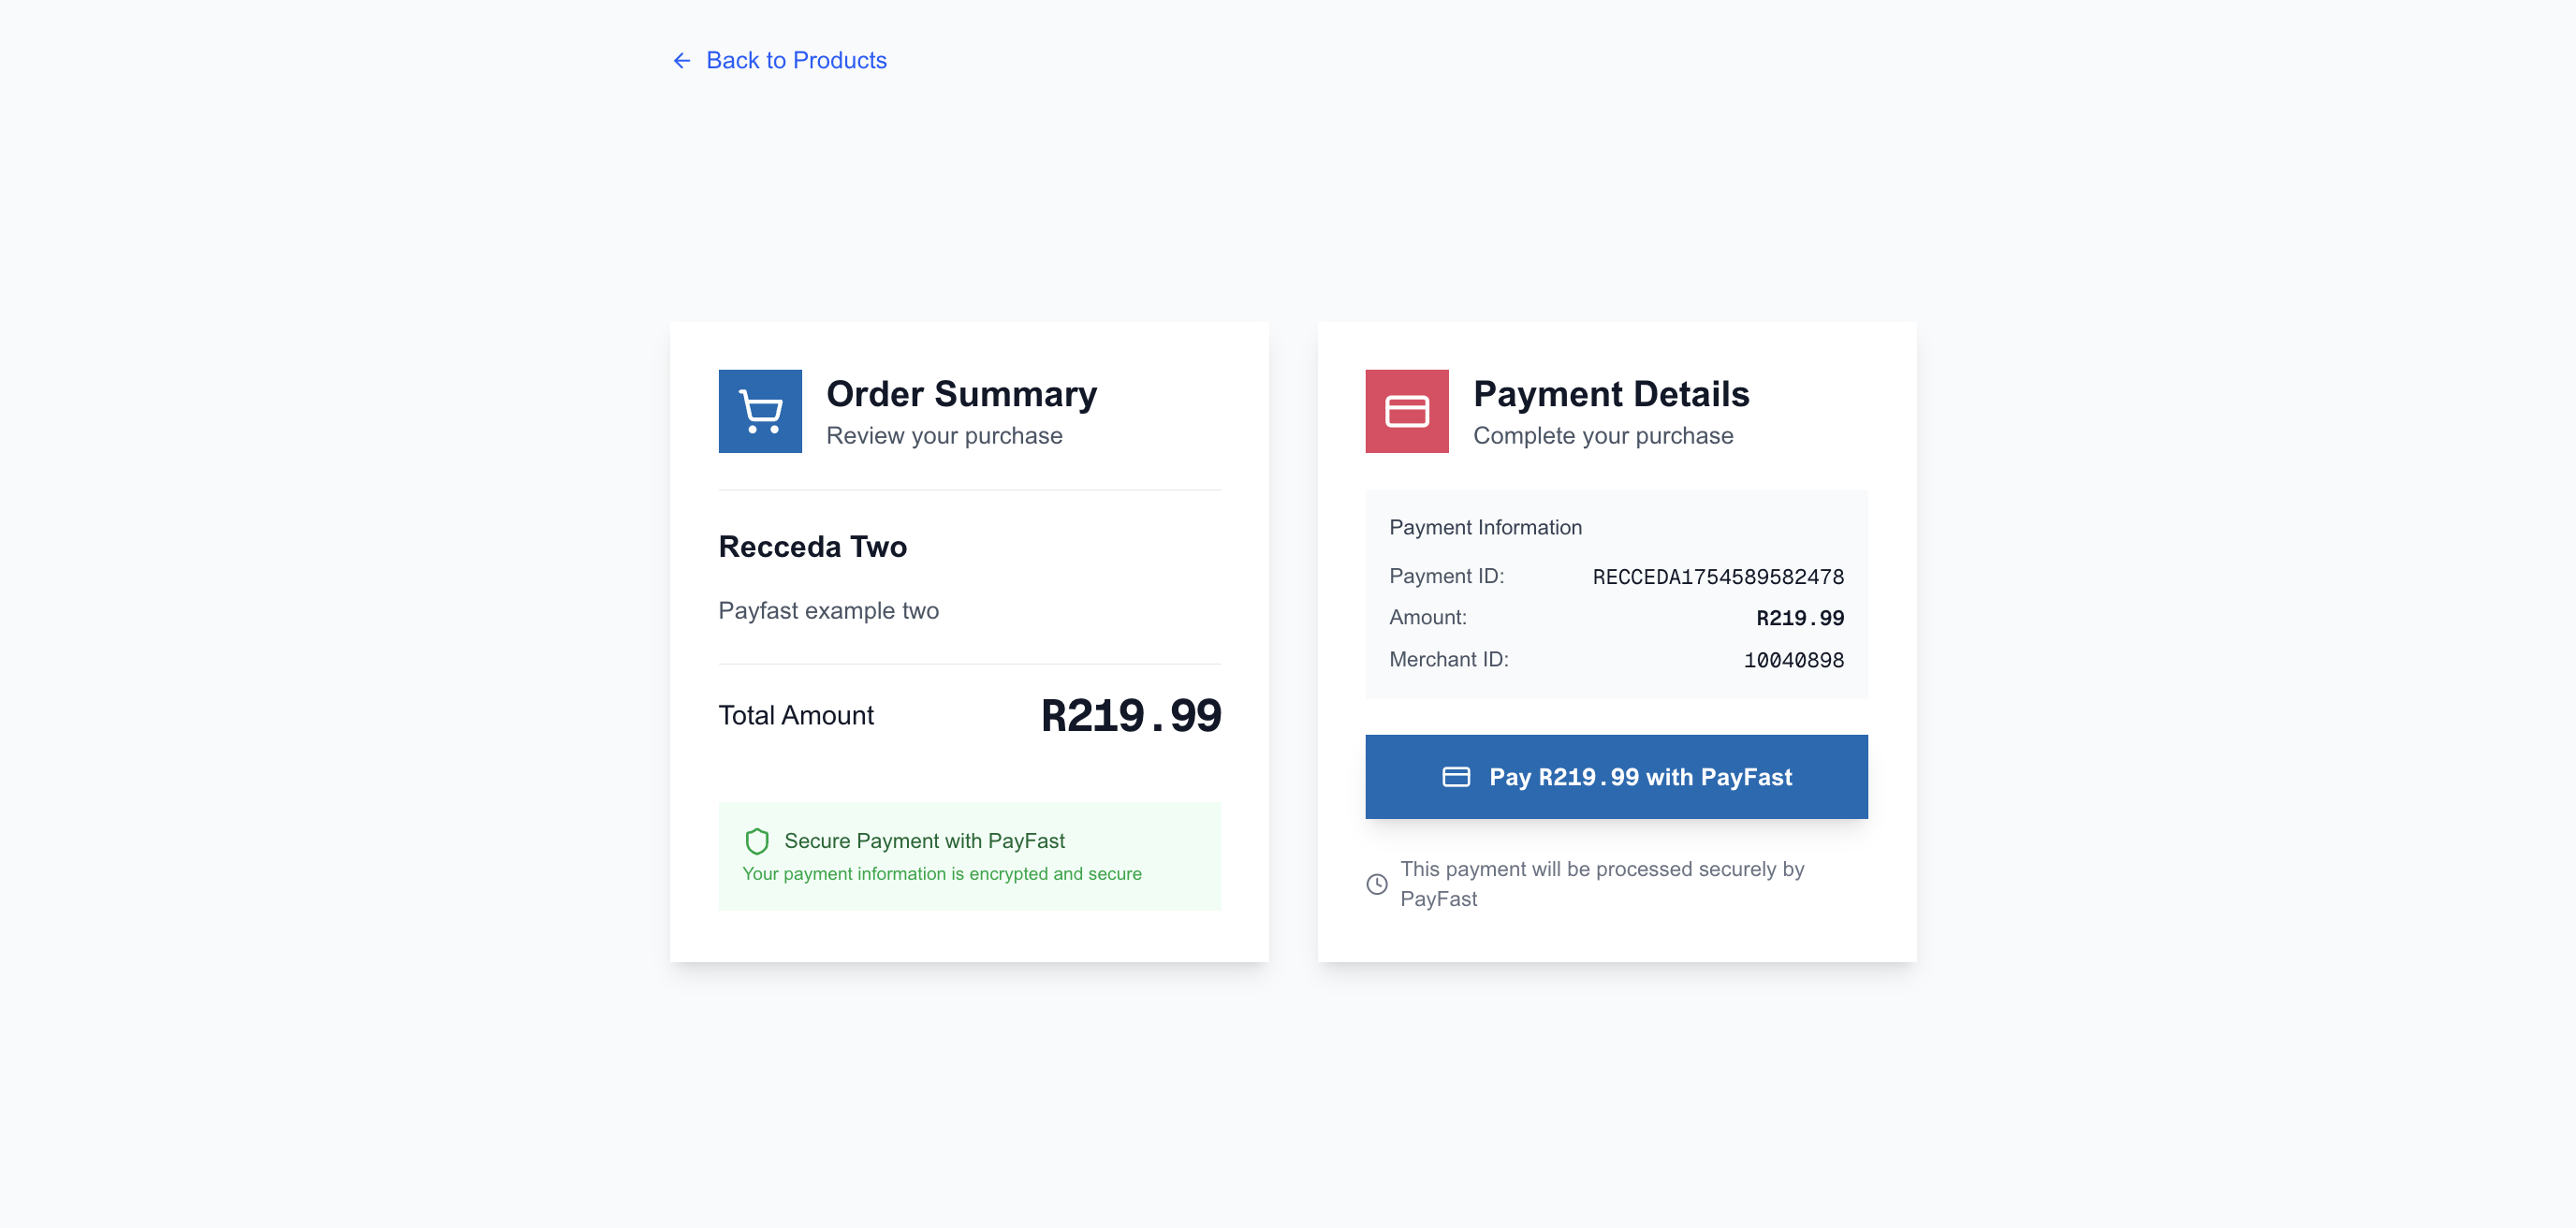 Back to Products
Order Summary
Review your purchase
Recceda Two
Payfast example two
Total Amount R219.99
Secure Payment with PayFast
Your payment information is encrypted and secure
Payment Details
Complete your purchase
Payment Information
Payment ID: RECCEDA1754589582478
Amount: R219.99
Merchant ID: 10040898
Pay R219.99 with PayFast
This payment will be processed securely by
PayFast